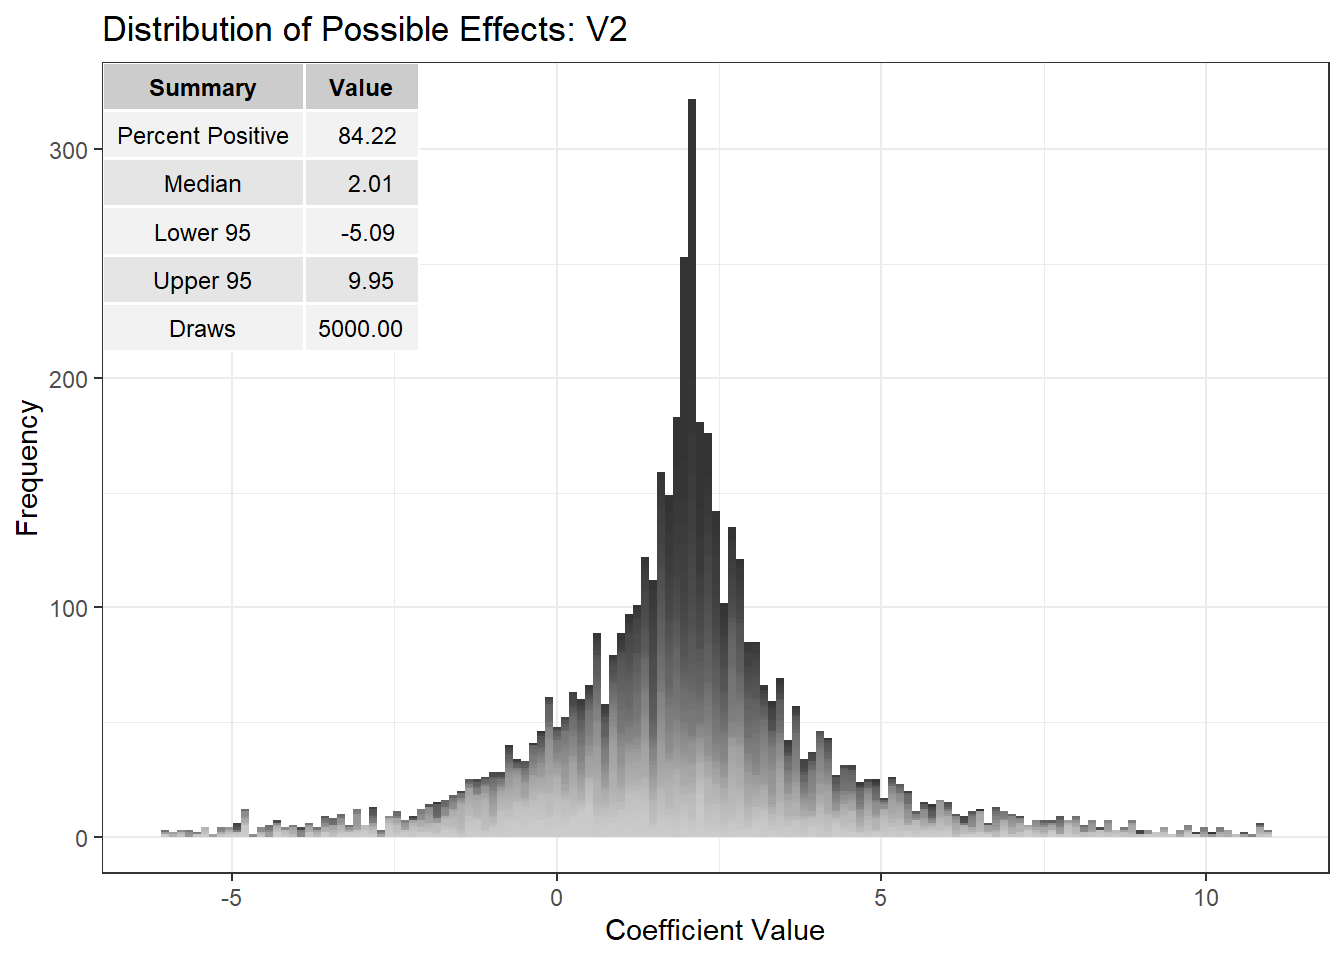 Distribution of Possible Effects: V2
Summary Value
Percent Positive 84.22
Median 2.01
Lower 95 -5.09
Upper 95 9.95
Draws 5000.00
300
200
100
0
Frequency
-5 0 5 10
Coefficient Value